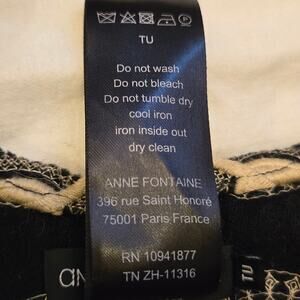 TU
Do not wash
Do not bleach
Do not tumble dry
cool iron
iron inside out
dry clean
ANNE FONTAINE
396 rue Saint Honoré
75001 Paris France
RN 10941877
TN ZH-11316
an
TU